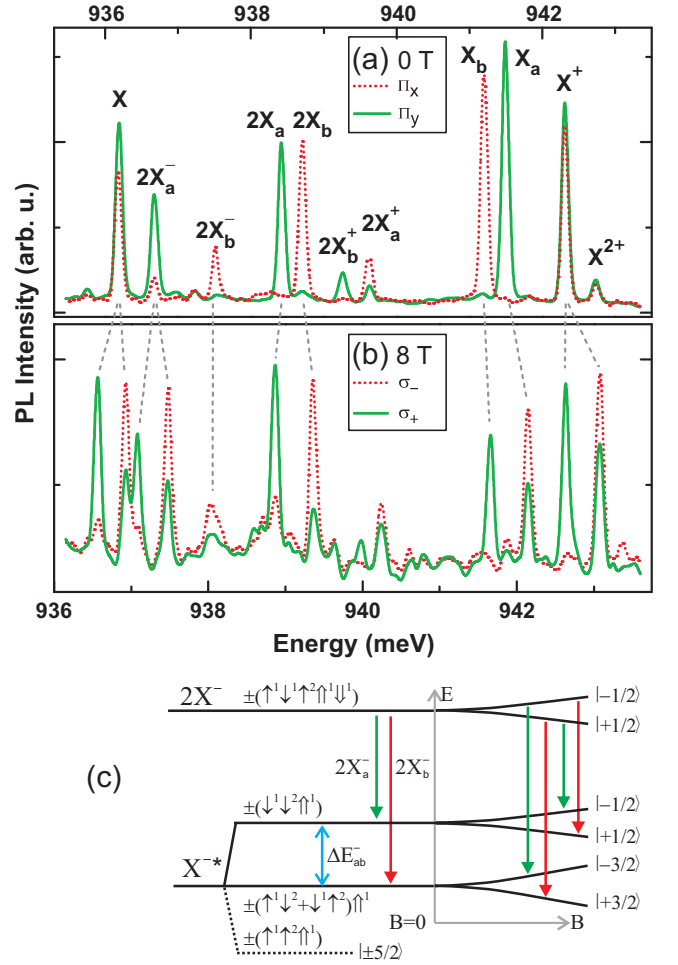 936 938 940 942
(a) 0 T
Π_x
Π_y
X
2X_a^-
2X_b^-
2X_a
2X_b
2X_b^+
2X_a^+
X_b
X_a
X^+
X^{2+}
PL Intensity (arb. u.)
(b) 8 T
σ_-
σ_+
936 938 940 942
Energy (meV)
(c)
2X^-
±(↑^1↓^1↑^2⇑^1⇓^1)
E
|−1/2⟩
|+1/2⟩
2X_a^-
2X_b^-
±(↓^1↓^2⇑^1)
|−1/2⟩
|+1/2⟩
X^{-*}
ΔE_{ab}^-
|−3/2⟩
|+3/2⟩
±(↑^1↓^2+↓^1↑^2)⇑^1
B=0
B
±(↑^1↑^2⇑^1)
|±5/2⟩